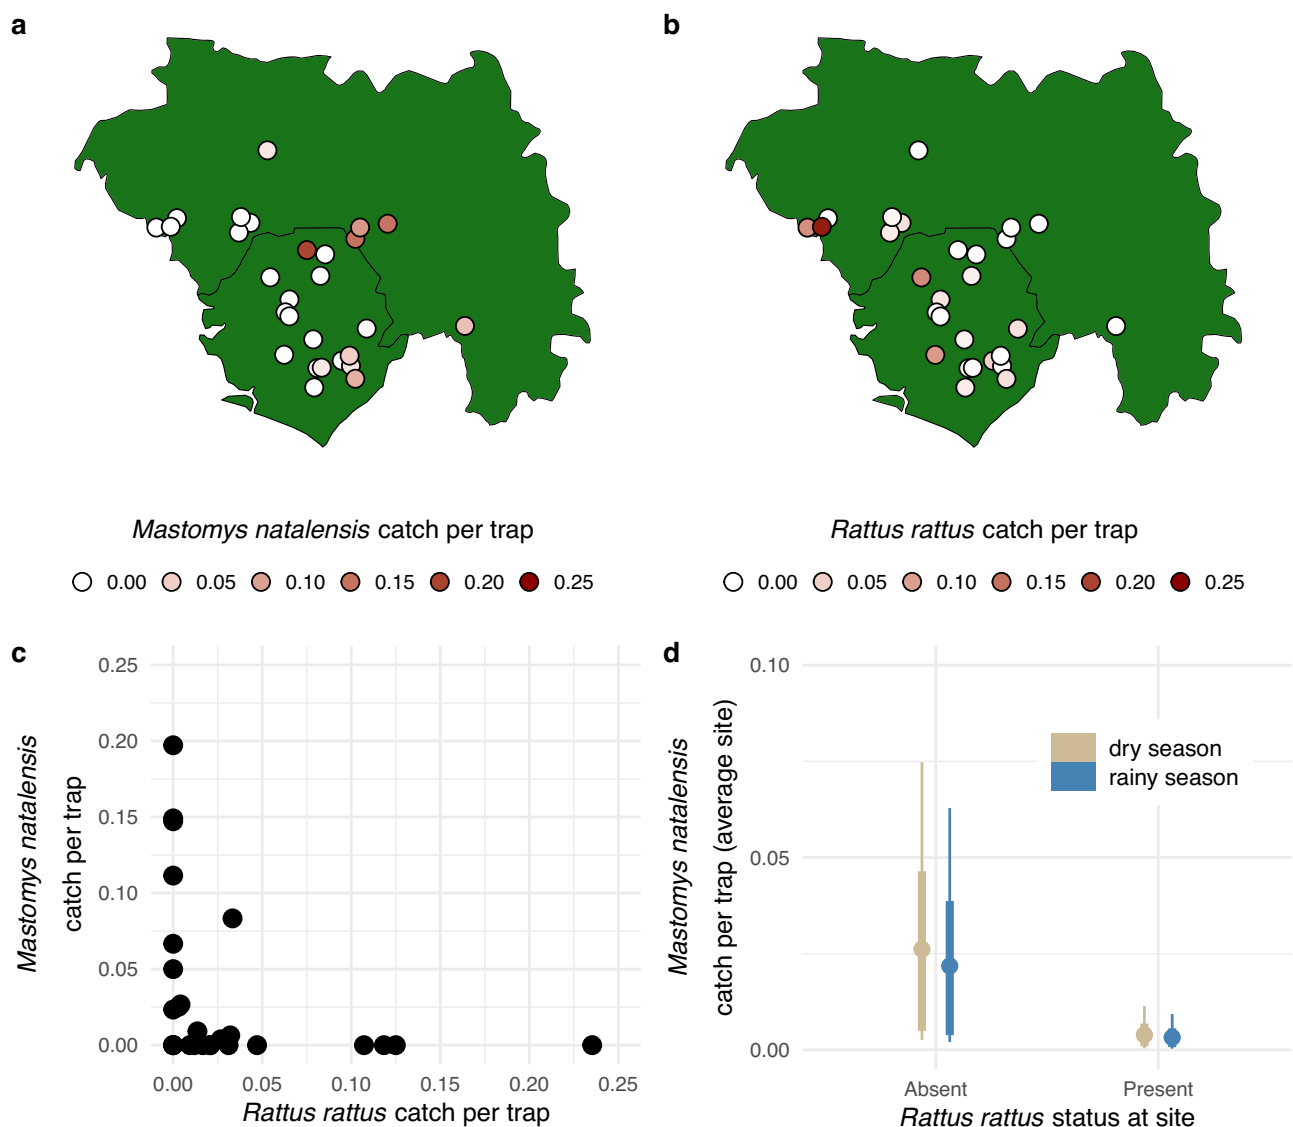 a
b
Mastomys natalensis catch per trap
0.00 0.05 0.10 0.15 0.20 0.25
Rattus rattus catch per trap
0.00 0.05 0.10 0.15 0.20 0.25
c
Mastomys natalensis
catch per trap
0.25
0.20
0.15
0.10
0.05
0.00
0.00 0.05 0.10 0.15 0.20 0.25
Rattus rattus catch per trap
d
Mastomys natalensis
catch per trap (average site)
0.10
0.05
0.00
dry season
rainy season
Absent Present
Rattus rattus status at site